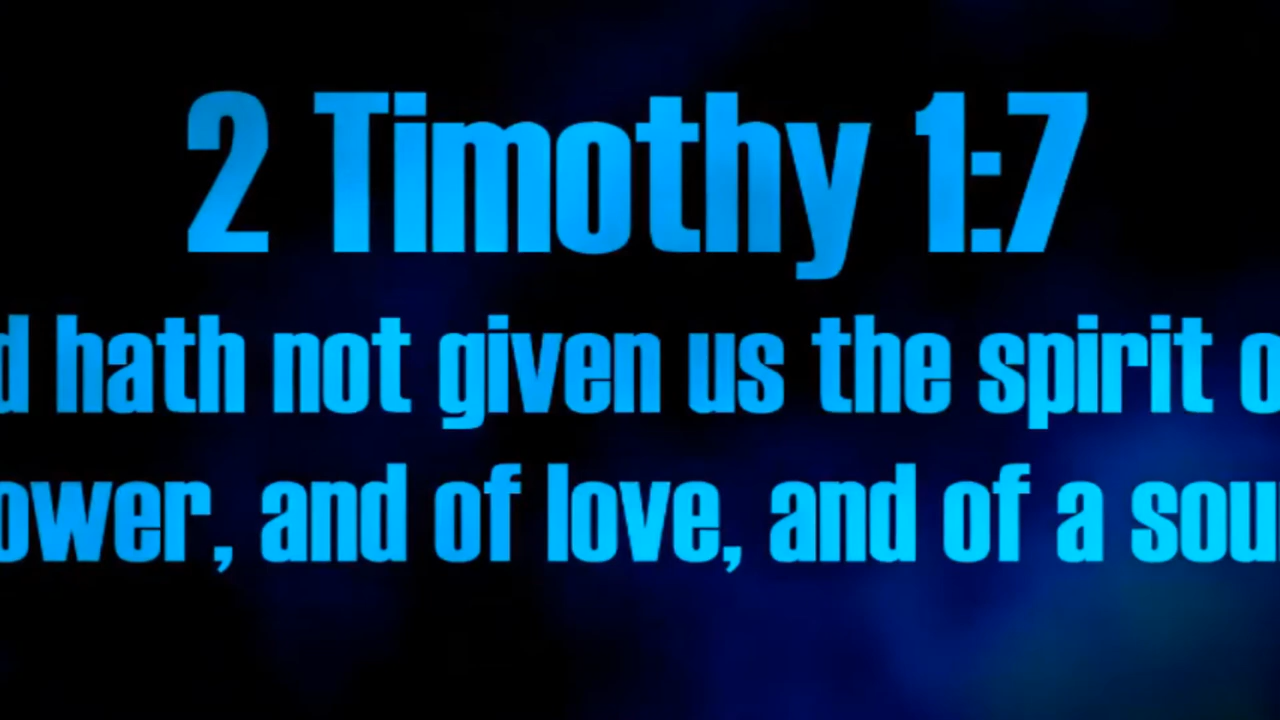 2 Timothy 1:7
d hath not given us the spirit o
ower, and of love, and of a sou